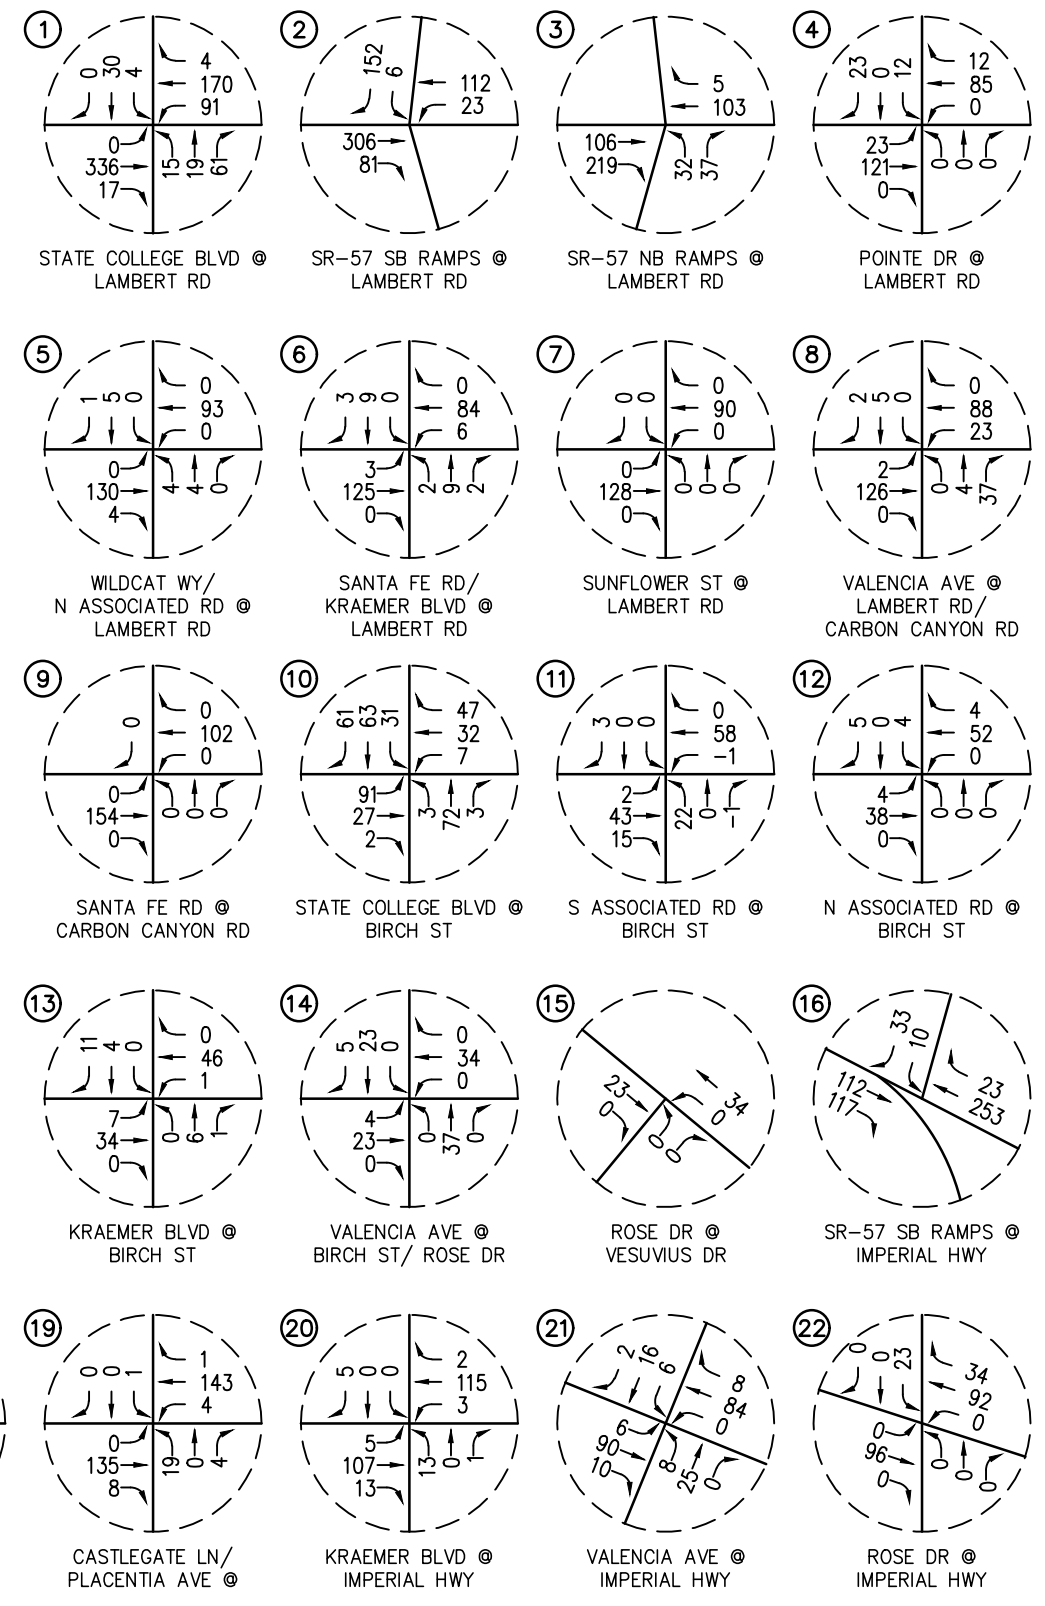 1
0 30 4
4
170
91
0
336
17
15 19 61
STATE COLLEGE BLVD @
LAMBERT RD
2
152 6
112
23
306
81
SR-57 SB RAMPS @
LAMBERT RD
3
5
103
106
219
32 37
SR-57 NB RAMPS @
LAMBERT RD
4
23 0 12
12
85
0
23
121
0
0 0 0
POINTE DR @
LAMBERT RD
5
1 5 0
0
93
0
0
130
4
4 4 0
WILDCAT WY/
N ASSOCIATED RD @
LAMBERT RD
6
3 9 0
0
84
6
3
125
0
2 9 2
SANTA FE RD/
KRAEMER BLVD @
LAMBERT RD
7
0 0
0
90
0
0
128
0
0 0 0
SUNFLOWER ST @
LAMBERT RD
8
2 5 0
0
88
23
2
126
0
0 4 37
VALENCIA AVE @
LAMBERT RD/
CARBON CANYON RD
9
0
0
102
0
0
154
0
0 0 0
SANTA FE RD @
CARBON CANYON RD
10
61 63 31
47
32
7
91
27
2
3 72 3
STATE COLLEGE BLVD @
BIRCH ST
11
3 0 0
0
58
-1
2
43
15
22 0 -1
S ASSOCIATED RD @
BIRCH ST
12
5 0 4
4
52
0
4
38
0
0 0 0
N ASSOCIATED RD @
BIRCH ST
13
11 4 0
0
46
1
7
34
0
0 6 1
KRAEMER BLVD @
BIRCH ST
14
5 23 0
0
34
0
4
23
0
0 37 0
VALENCIA AVE @
BIRCH ST/ ROSE DR
15
34
0
23
0
0 0
ROSE DR @
VESUVIUS DR
16
33 10
23
253
112
117
SR-57 SB RAMPS @
IMPERIAL HWY
19
0 0 1
1
143
4
0
135
8
19 0 4
CASTLEGATE LN/
PLACENTIA AVE @
20
5 0 0
2
115
3
5
107
13
13 0 1
KRAEMER BLVD @
IMPERIAL HWY
21
2 16 6
8
84
0
6
90
10
8 25 0
VALENCIA AVE @
IMPERIAL HWY
22
0 0 23
34
92
0
0
96
0
0 0 0
ROSE DR @
IMPERIAL HWY